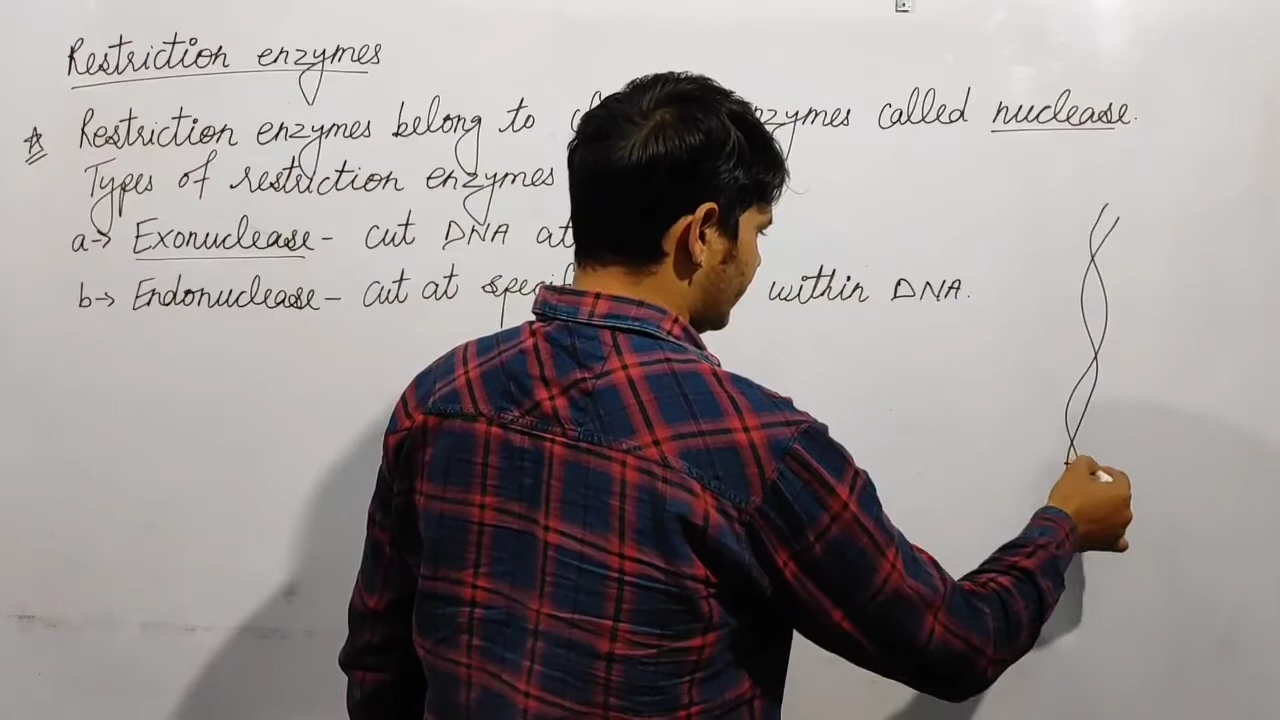 Restriction enzymes
☆ Restriction enzymes belong to enzymes called nuclease.
Types of restriction enzymes
a→ Exonuclease - cut DNA at
b→ Endonuclease - cut at within DNA.